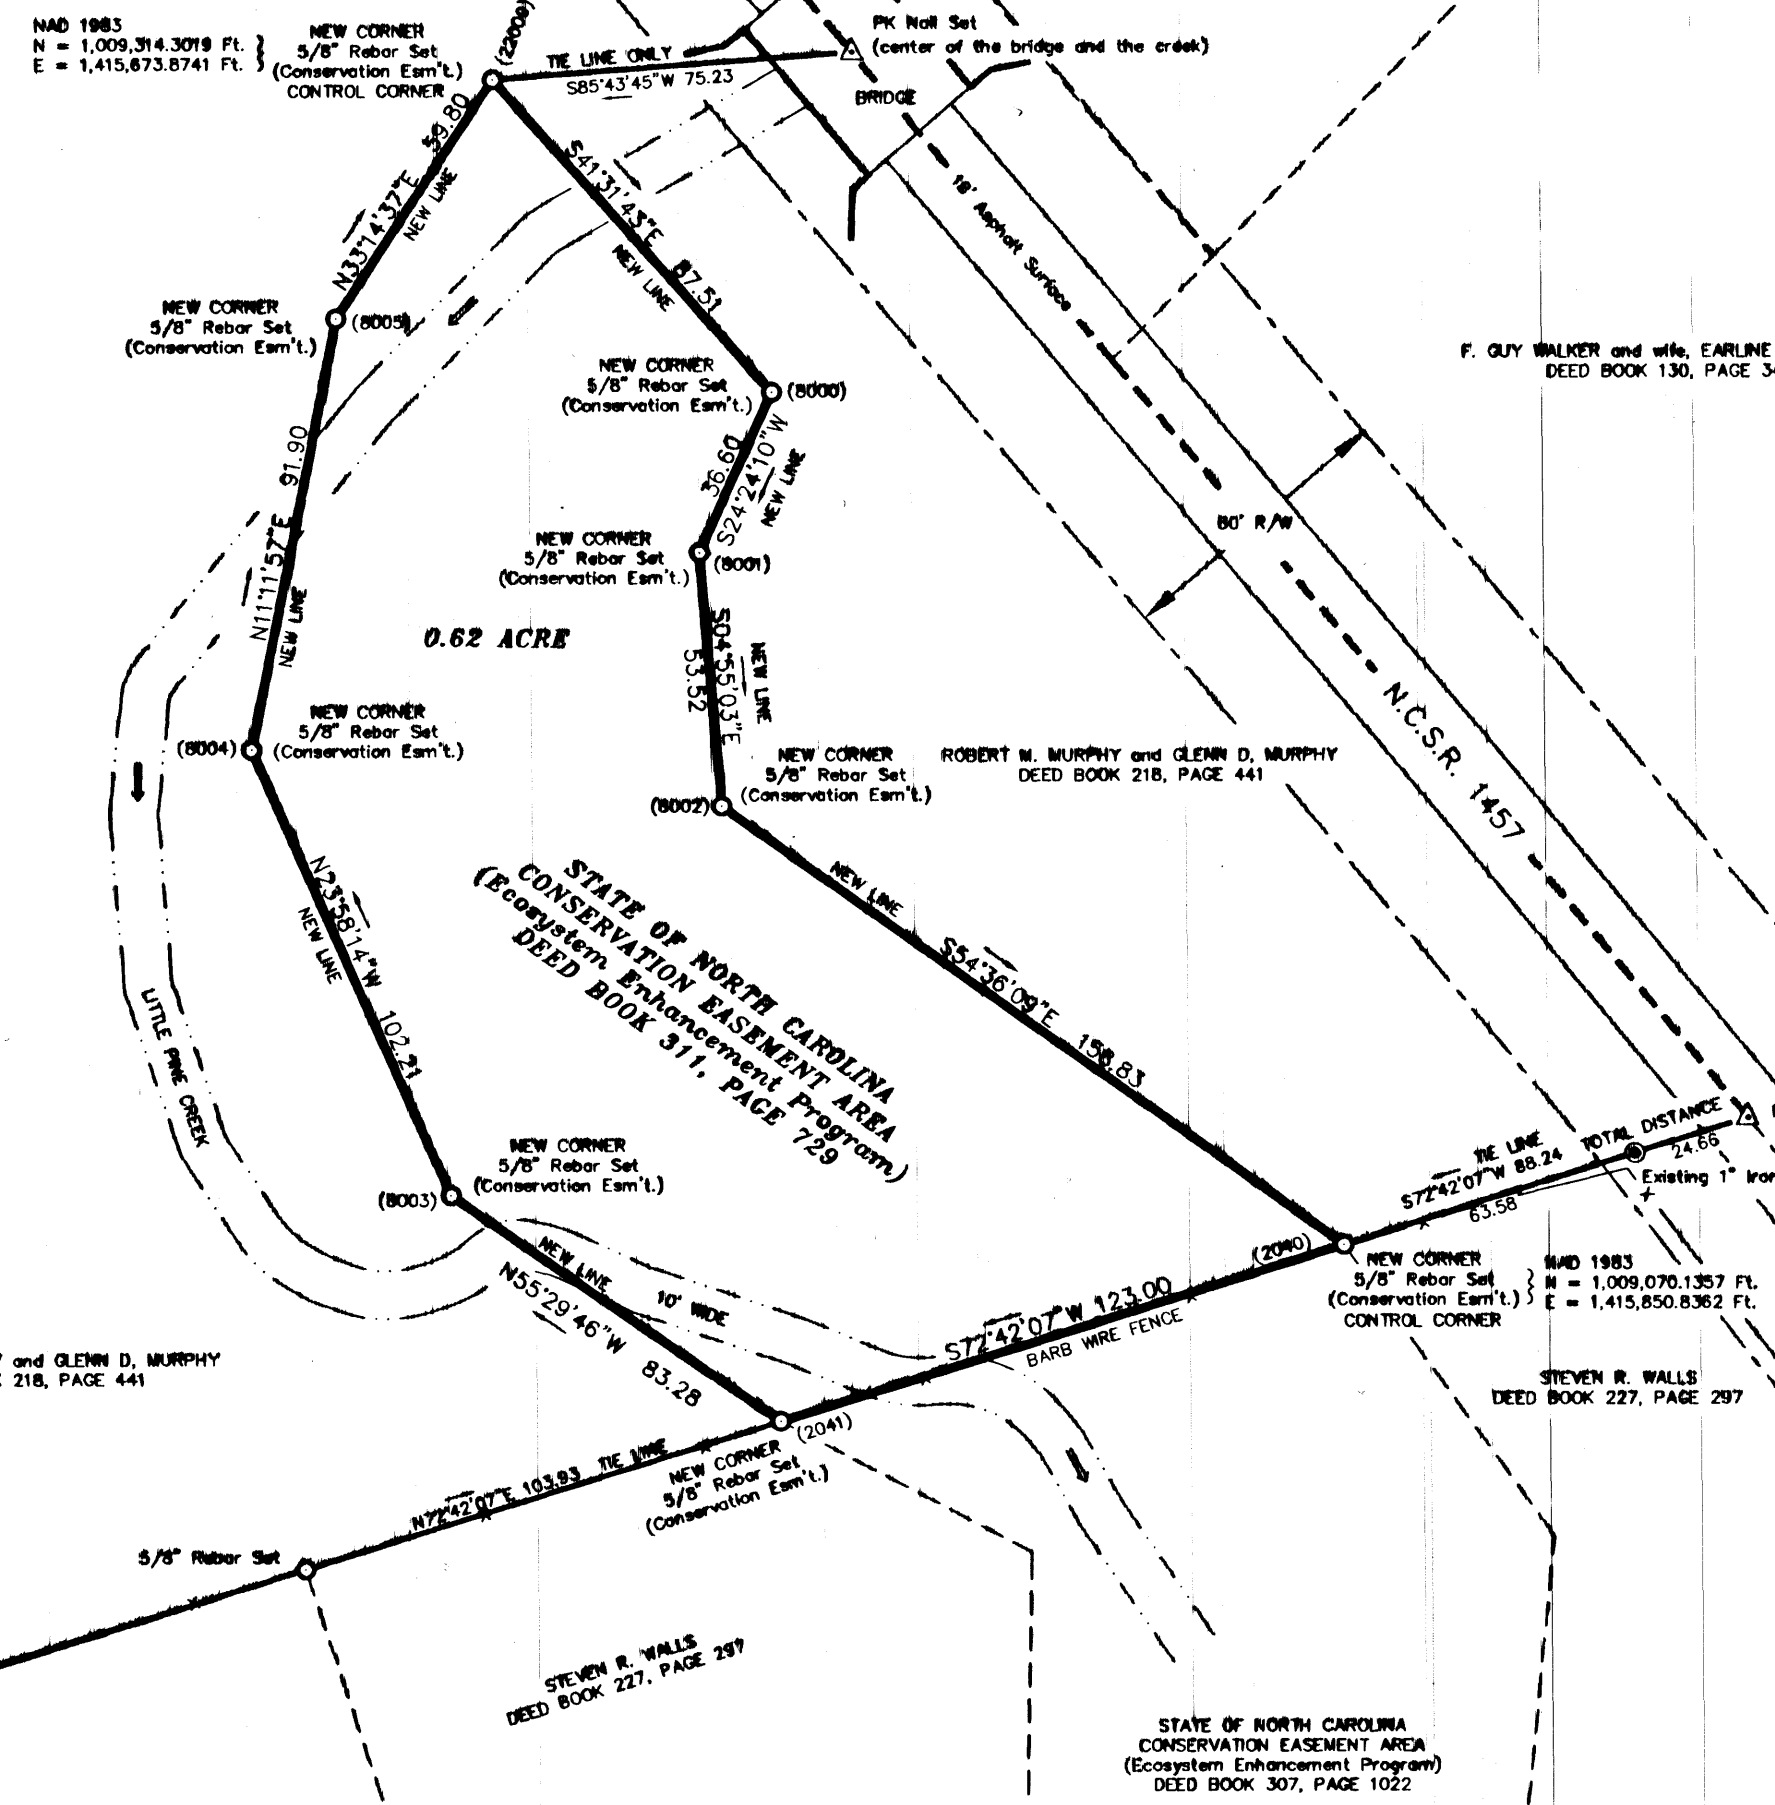 NAD 1983
N = 1,009,314.3019 Ft.
E = 1,415,673.8741 Ft.
NEW CORNER
5/8" Rebar Set
(Conservation Esm't.)
CONTROL CORNER
(22009)
TIE LINE ONLY
S85°43'45"W 75.23
PK Nail Set
(center of the bridge and the creek)
BRIDGE
N33°14'37"E 59.80
NEW LINE
S41°31'43"E 87.51
NEW LINE
18' Asphalt Surface
NEW CORNER
5/8" Rebar Set
(Conservation Esm't.)
(8005)
NEW CORNER
5/8" Rebar Set
(Conservation Esm't.)
(8000)
F. GUY WALKER and wife, EARLINE
DEED BOOK 130, PAGE
N11°11'57"E 91.90
NEW LINE
36.60
S24°24'10"W
NEW LINE
60' R/W
NEW CORNER
5/8" Rebar Set
(Conservation Esm't.)
(8001)
0.62 ACRE
S04°55'03"E
53.52
NEW LINE
N.C.S.R. 1457
(8004)
NEW CORNER
5/8" Rebar Set
(Conservation Esm't.)
(8002)
NEW CORNER
5/8" Rebar Set
(Conservation Esm't.)
ROBERT M. MURPHY and GLENN D, MURPHY
DEED BOOK 218, PAGE 441
N23°58'14"W 102.21
NEW LINE
STATE OF NORTH CAROLINA
CONSERVATION EASEMENT AREA
(Ecosystem Enhancement Program)
DEED BOOK 311, PAGE 729
NEW LINE
S54°36'09"E 158.83
LITTLE PINE CREEK
(8003)
NEW CORNER
5/8" Rebar Set
(Conservation Esm't.)
TIE LINE
TOTAL DISTANCE
S72°42'07"W 88.24
24.66
63.58
Existing 1" Iron
NEW LINE
10' WIDE
N55°29'46"W 83.28
(2040)
NEW CORNER
5/8" Rebar Set
(Conservation Esm't.)
CONTROL CORNER
NAD 1983
N = 1,009,070.1357 Ft.
E = 1,415,850.8362 Ft.
S72°42'07"W 123.00
BARB WIRE FENCE
and GLENN D, MURPHY
218, PAGE 441
STEVEN R. WALLS
DEED BOOK 227, PAGE 297
(2041)
NEW CORNER
5/8" Rebar Set
(Conservation Esm't.)
N72°42'07"E 103.93 TIE LINE
5/8" Rebar Set
STEVEN R. WALLS
DEED BOOK 227, PAGE 297
STATE OF NORTH CAROLINA
CONSERVATION EASEMENT AREA
(Ecosystem Enhancement Program)
DEED BOOK 307, PAGE 1022